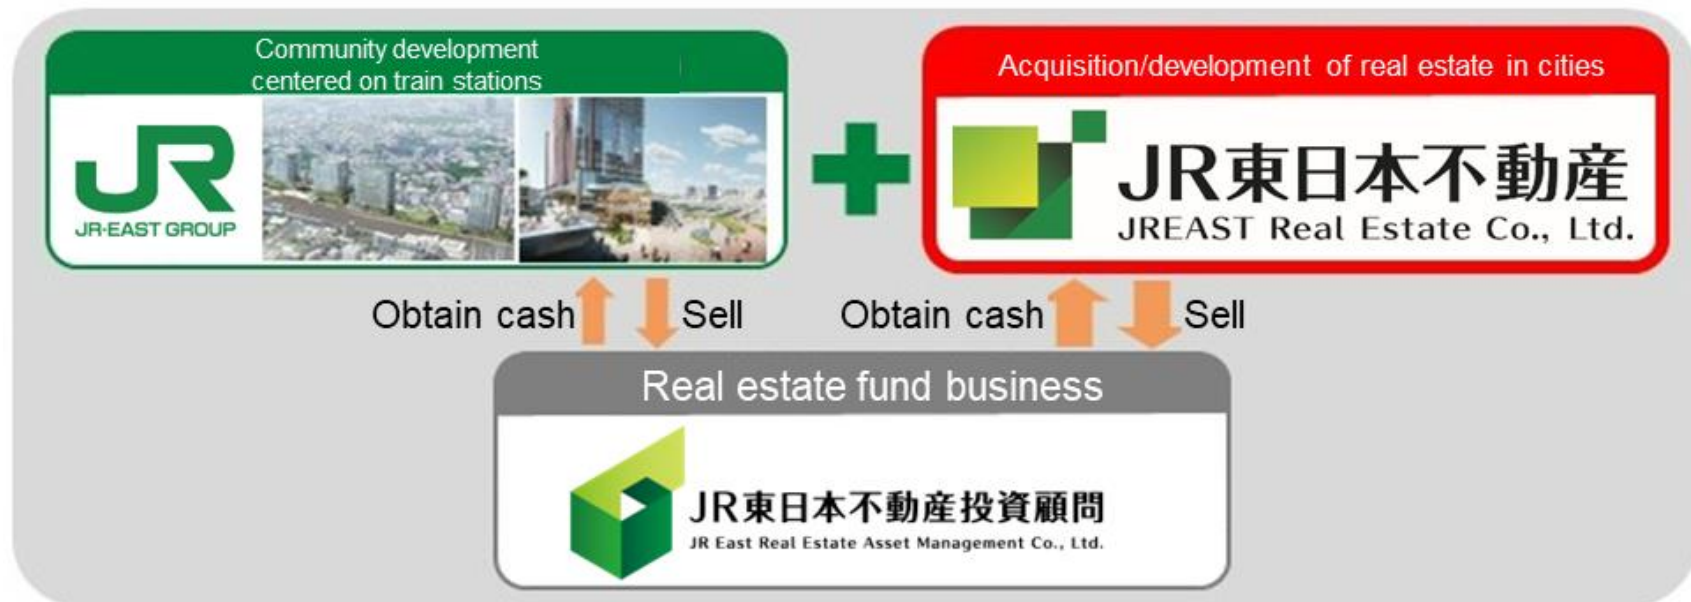 Community development
centered on train stations
JR
JR-EAST GROUP
Acquisition/development of real estate in cities
JR東日本不動産
JREAST Real Estate Co., Ltd.
Obtain cash
Sell
Obtain cash
Sell
Real estate fund business
JR東日本不動産投資顧問
JR East Real Estate Asset Management Co., Ltd.